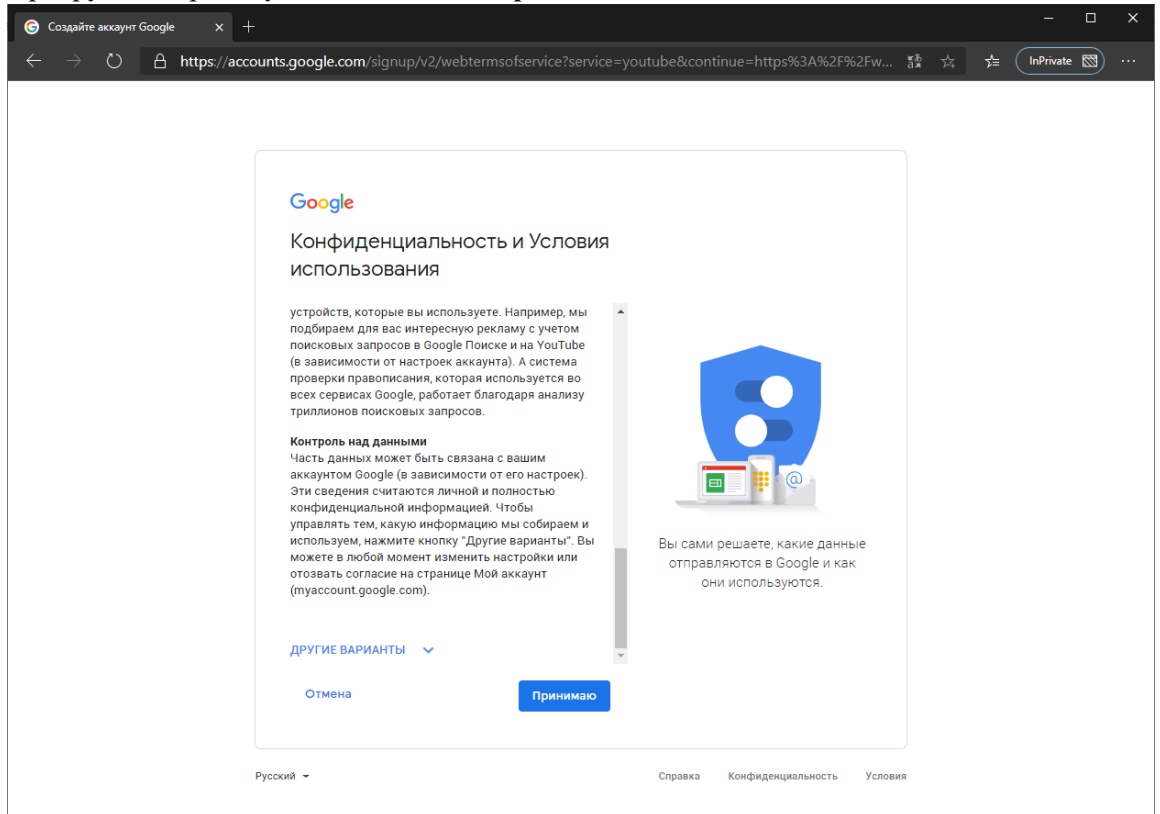 Создайте аккаунт Google
https://accounts.google.com/signup/v2/webtermsofservice?service=youtube&continue=https%3A%2F%2Fw...
InPrivate
Google
Конфиденциальность и Условия
использования
устройств, которые вы используете. Например, мы
подбираем для вас интересную рекламу с учетом
поисковых запросов в Google Поиске и на YouTube
(в зависимости от настроек аккаунта). А система
проверки правописания, которая используется во
всех сервисах Google, работает благодаря анализу
триллионов поисковых запросов.
Контроль над данными
Часть данных может быть связана с вашим
аккаунтом Google (в зависимости от его настроек).
Эти сведения считаются личной и полностью
конфиденциальной информацией. Чтобы
управлять тем, какую информацию мы собираем и
используем, нажмите кнопку "Другие варианты". Вы
можете в любой момент изменить настройки или
отозвать согласие на странице Мой аккаунт
(myaccount.google.com).
ДРУГИЕ ВАРИАНТЫ
Отмена
Принимаю
Вы сами решаете, какие данные
отправляются в Google и как
они используются.
Русский
Справка Конфиденциальность Условия